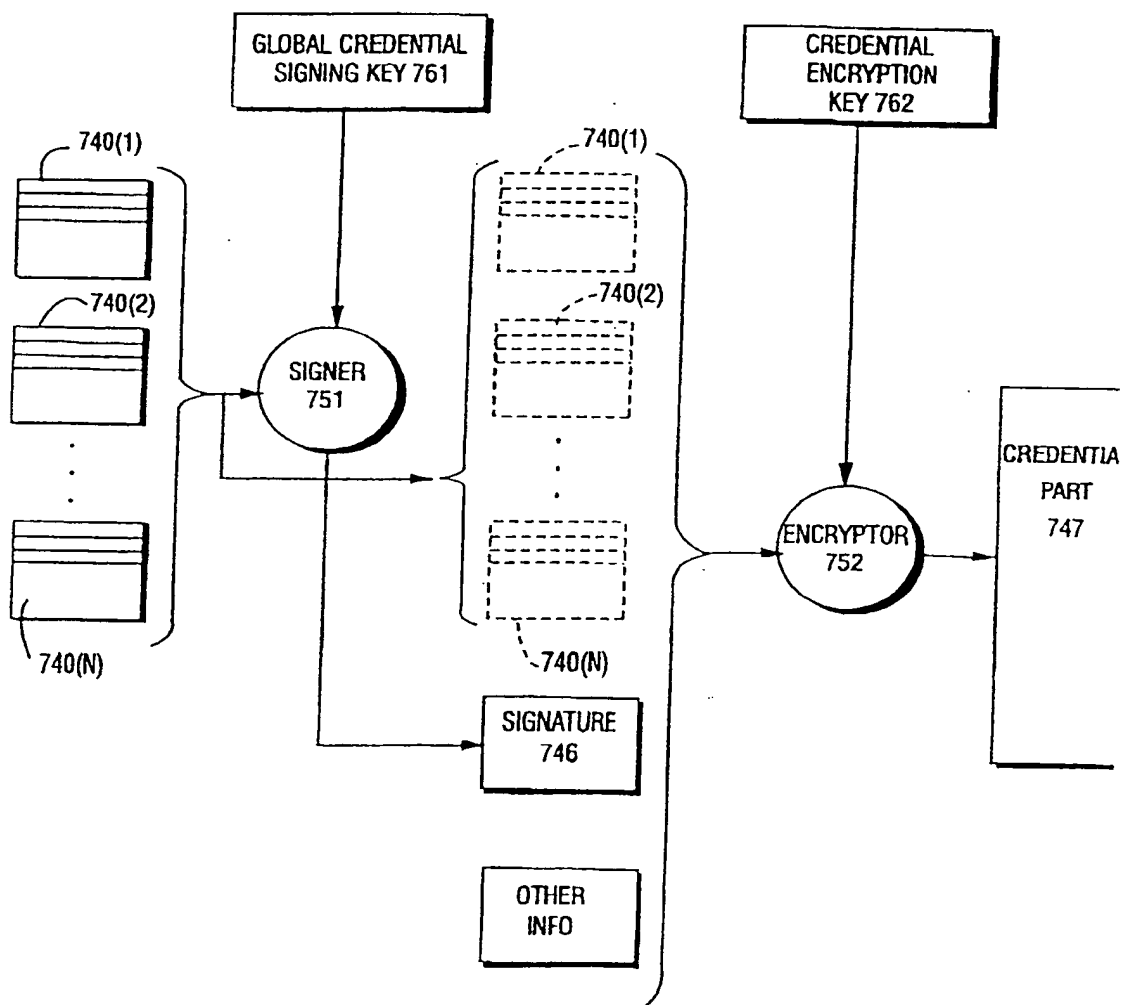 GLOBAL CREDENTIAL
SIGNING KEY 761
CREDENTIAL
ENCRYPTION
KEY 762
740(1)
740(1)
740(2)
740(2)
SIGNER
751
CREDENTIA
PART
747
ENCRYPTOR
752
740(N)
740(N)
SIGNATURE
746
OTHER
INFO